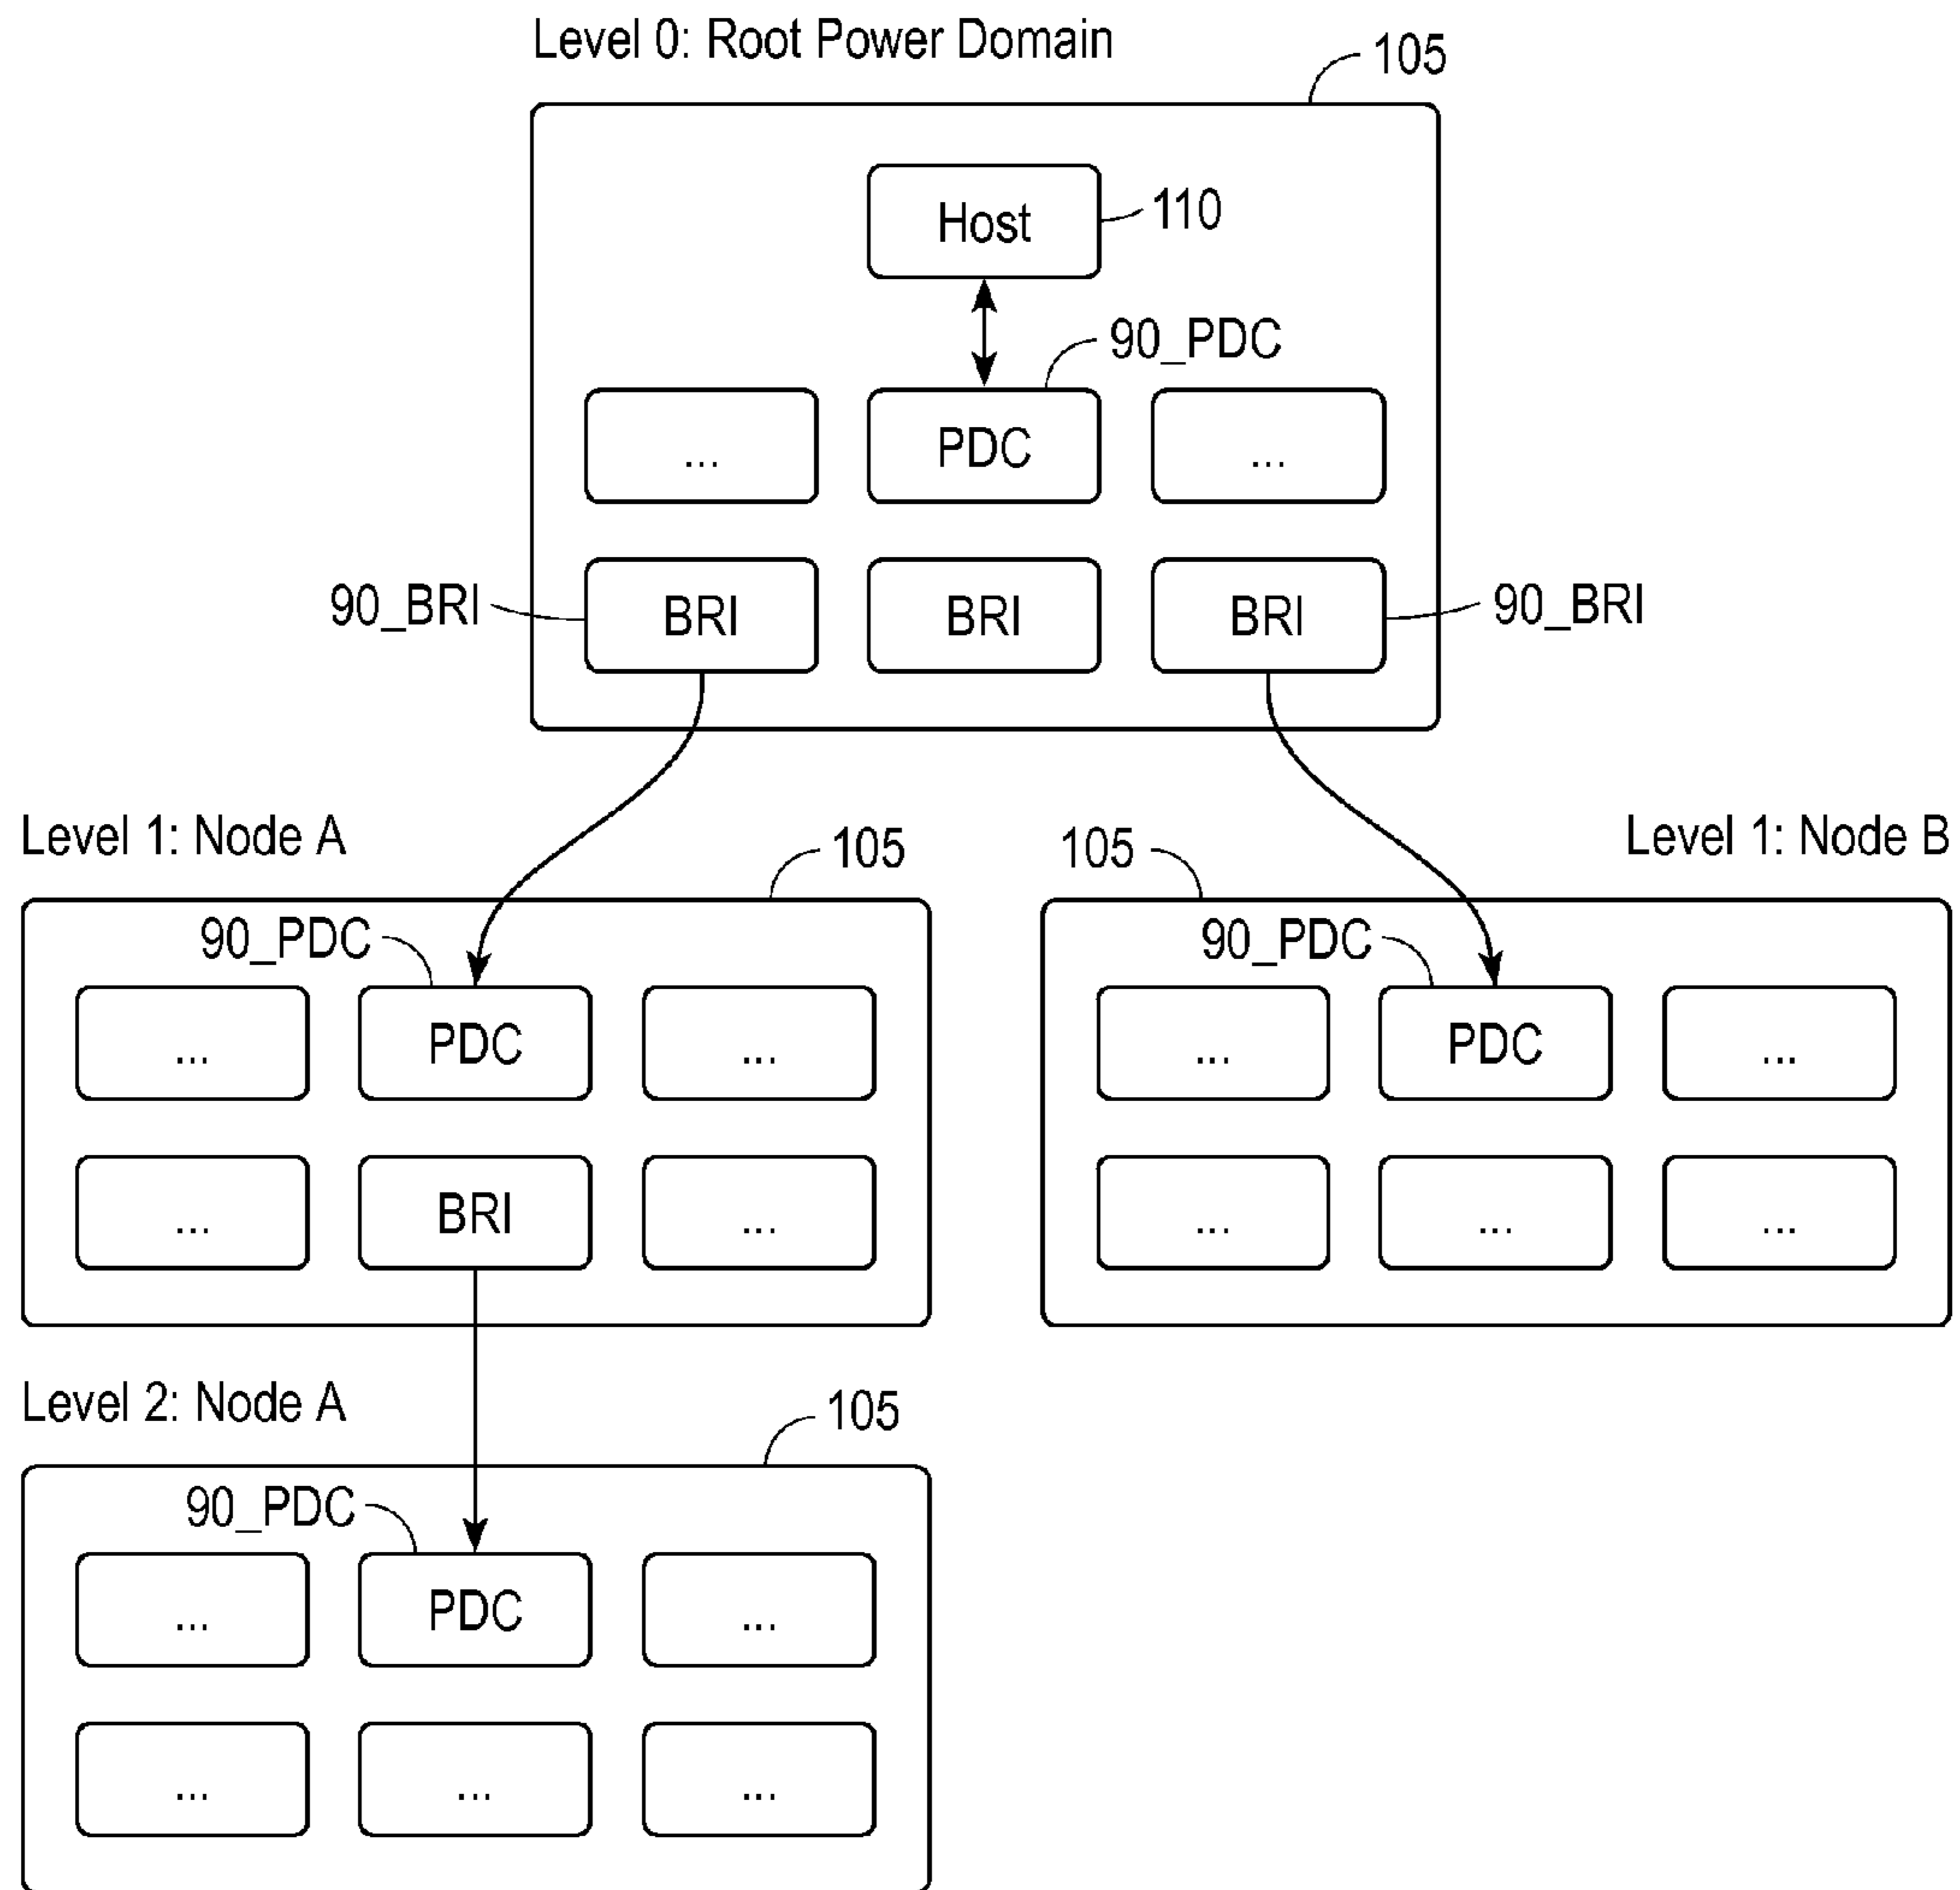 Level 0: Root Power Domain
105
Host
110
90_PDC
...
PDC
...
90_BRI
BRI
BRI
BRI
90_BRI
Level 1: Node A
105
105
Level 1: Node B
90_PDC
90_PDC
...
PDC
...
...
PDC
...
...
BRI
...
...
...
...
Level 2: Node A
105
90_PDC
...
PDC
...
...
...
...